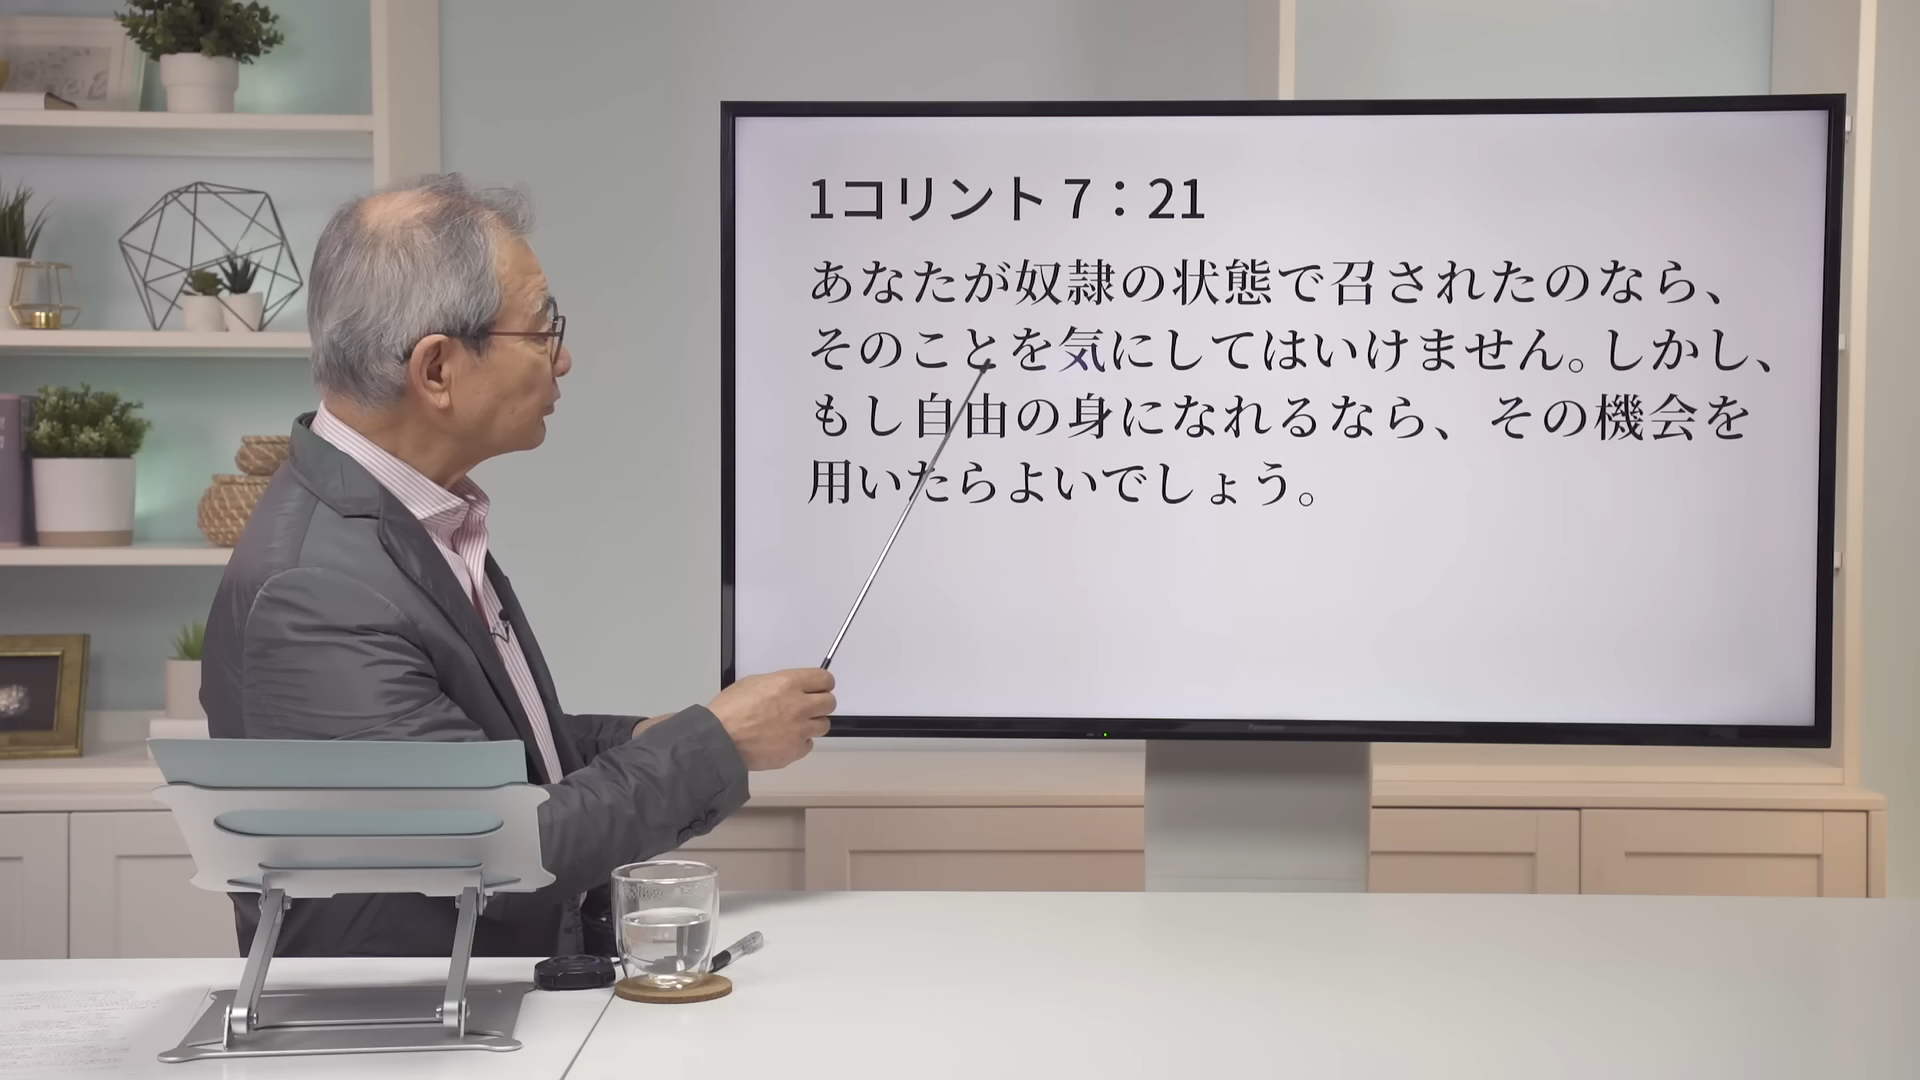 1コリント 7：21
あなたが奴隷の状態で召されたのなら、
そのことを気にしてはいけません。しかし、
もし自由の身になれるなら、その機会を
用いたらよいでしょう。